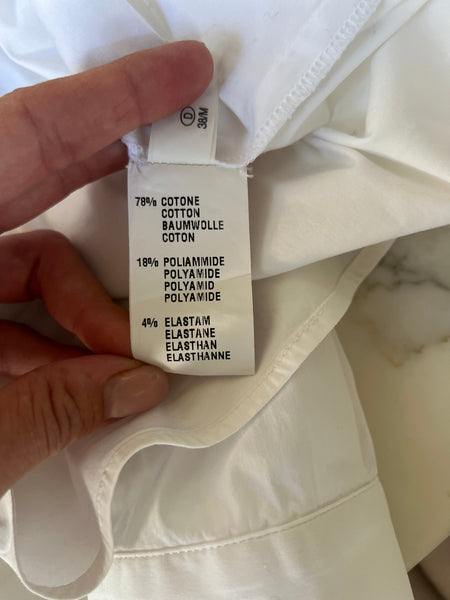 D
38/M
78% COTONE
COTTON
BAUMWOLLE
COTON
18% POLIAMMIDE
POLYAMIDE
POLYAMID
POLYAMIDE
4% ELASTAM
ELASTANE
ELASTHAN
ELASTHANNE